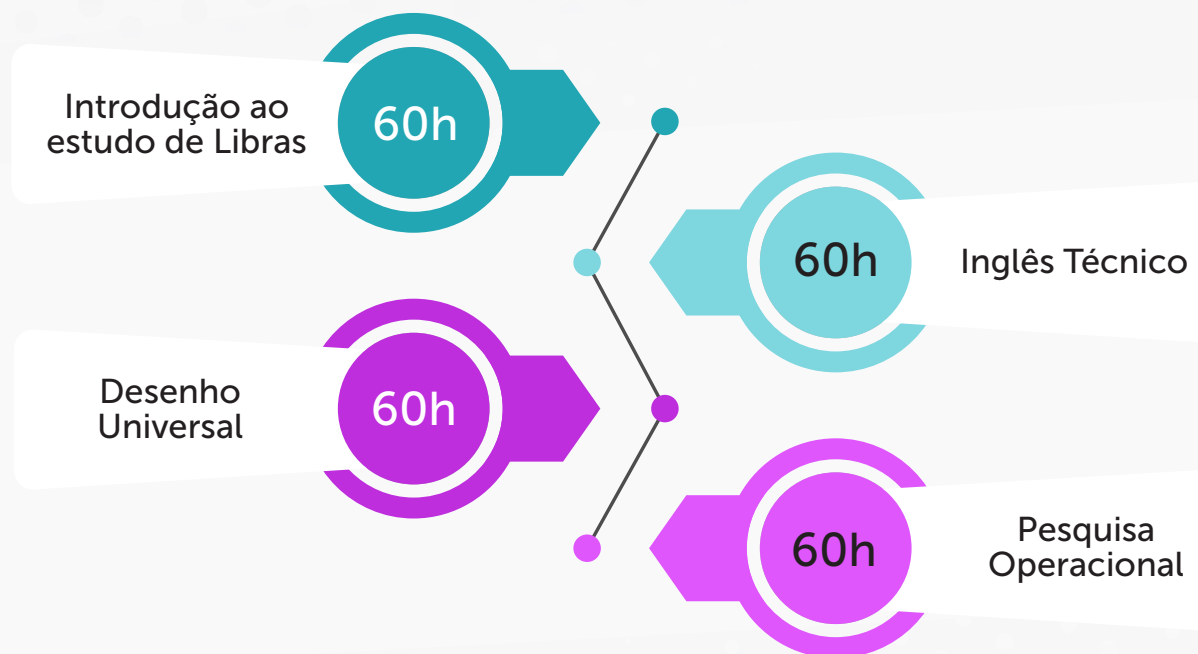 Introdução ao
estudo de Libras
60h
60h
Inglês Técnico
Desenho
Universal
60h
60h
Pesquisa
Operacional